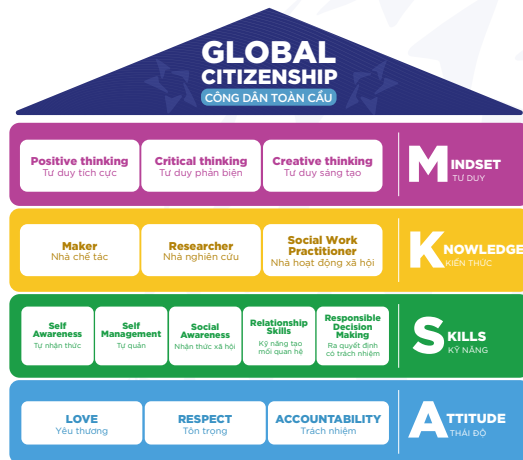 GLOBAL
CITIZENSHIP
CÔNG DÂN TOÀN CẦU
Positive thinking
Tư duy tích cực
Critical thinking
Tư duy phản biện
Creative thinking
Tư duy sáng tạo
MINDSET
TƯ DUY
Maker
Nhà chế tác
Researcher
Nhà nghiên cứu
Social Work
Practitioner
Nhà hoạt động xã hội
KNOWLEDGE
KIẾN THỨC
Self
Awareness
Tự nhận thức
Self
Management
Tự quản
Social
Awareness
Nhận thức xã hội
Relationship
Skills
Kỹ năng tạo
mối quan hệ
Responsible
Decision
Making
Ra quyết định
có trách nhiệm
SKILLS
KỸ NĂNG
LOVE
Yêu thương
RESPECT
Tôn trọng
ACCOUNTABILITY
Trách nhiệm
ATTITUDE
THÁI ĐỘ